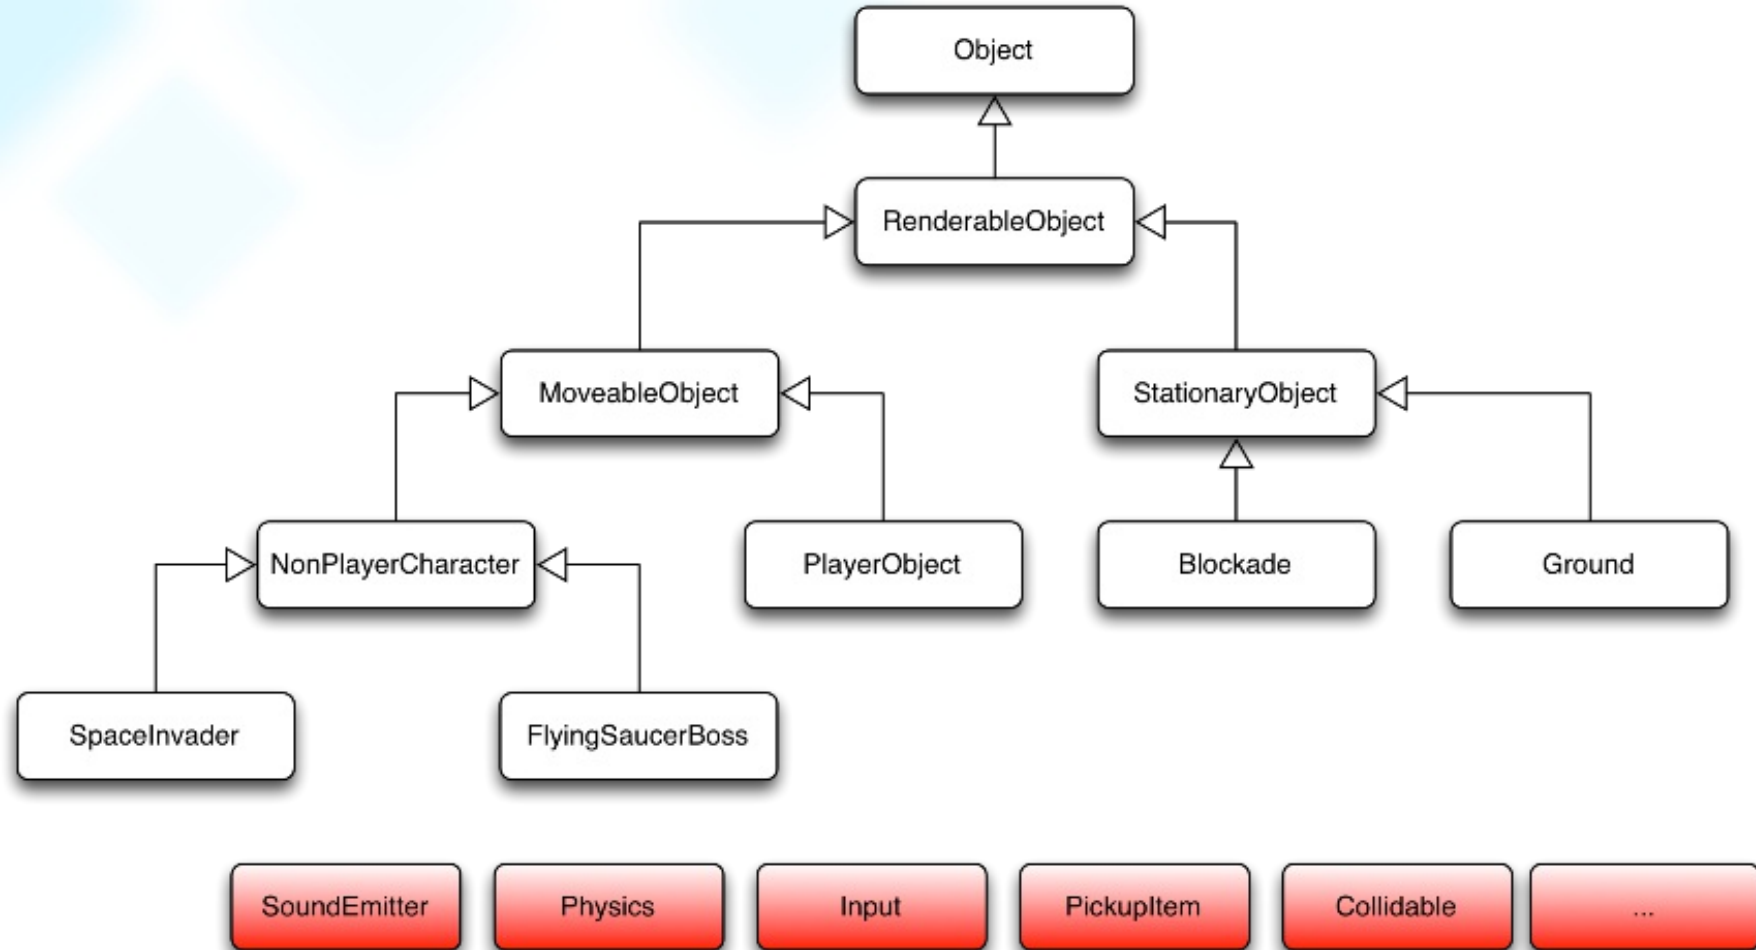 Object
RenderableObject
MoveableObject
StationaryObject
NonPlayerCharacter
PlayerObject
Blockade
Ground
SpaceInvader
FlyingSaucerBoss
SoundEmitter
Physics
Input
PickupItem
Collidable
...